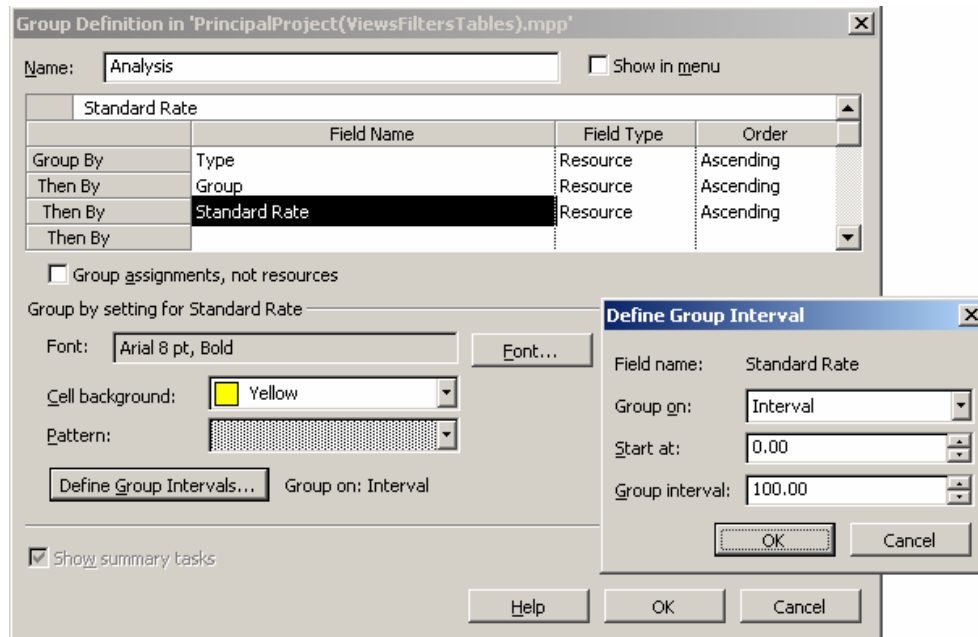 Group Definition in 'PrincipalProject(ViewsFiltersTables).mpp'
Name: Analysis Show in menu
Standard Rate
Field Name Field Type Order
Group By Type Resource Ascending
Then By Group Resource Ascending
Then By Standard Rate Resource Ascending
Then By
Group assignments, not resources
Group by setting for Standard Rate
Font: Arial 8 pt, Bold Font...
Cell background: Yellow
Pattern:
Define Group Intervals... Group on: Interval
Show summary tasks
Help OK Cancel
Define Group Interval
Field name: Standard Rate
Group on: Interval
Start at: 0.00
Group interval: 100.00
OK Cancel